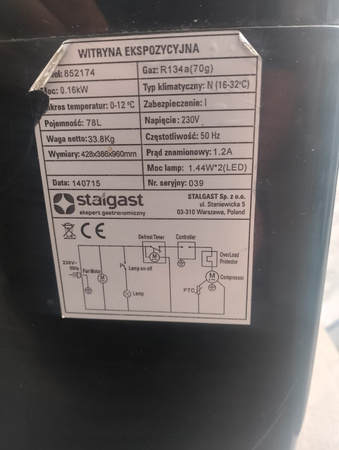 WITRYNA EKSPOZYCYJNA
852174
Gaz: R134a(70g)
Moc: 0.16kW
Typ klimatyczny: N (16-32°C)
temperatur: 0-12 °C
Zabezpieczenie: I
Pojemność: 78L
Napięcie: 230V
Waga netto: 33.8Kg
Częstotliwość: 50 Hz
Wymiary: 428x386x960mm
Prąd znamionowy: 1.2A
Moc lamp: 1.44W*2(LED)
Data: 140715
Nr. seryjny: 039
stalgast
ekspert gastronomiczny
STALGAST Sp. z o.o.
ul. Staniewicka 5
03-310 Warszawa, Poland
CE
Defrost Timer
Controller
OverLoad
Protector
230V~
Fan Motor
M
Lamp-on-off
Lamp
M
Compressor
PTC